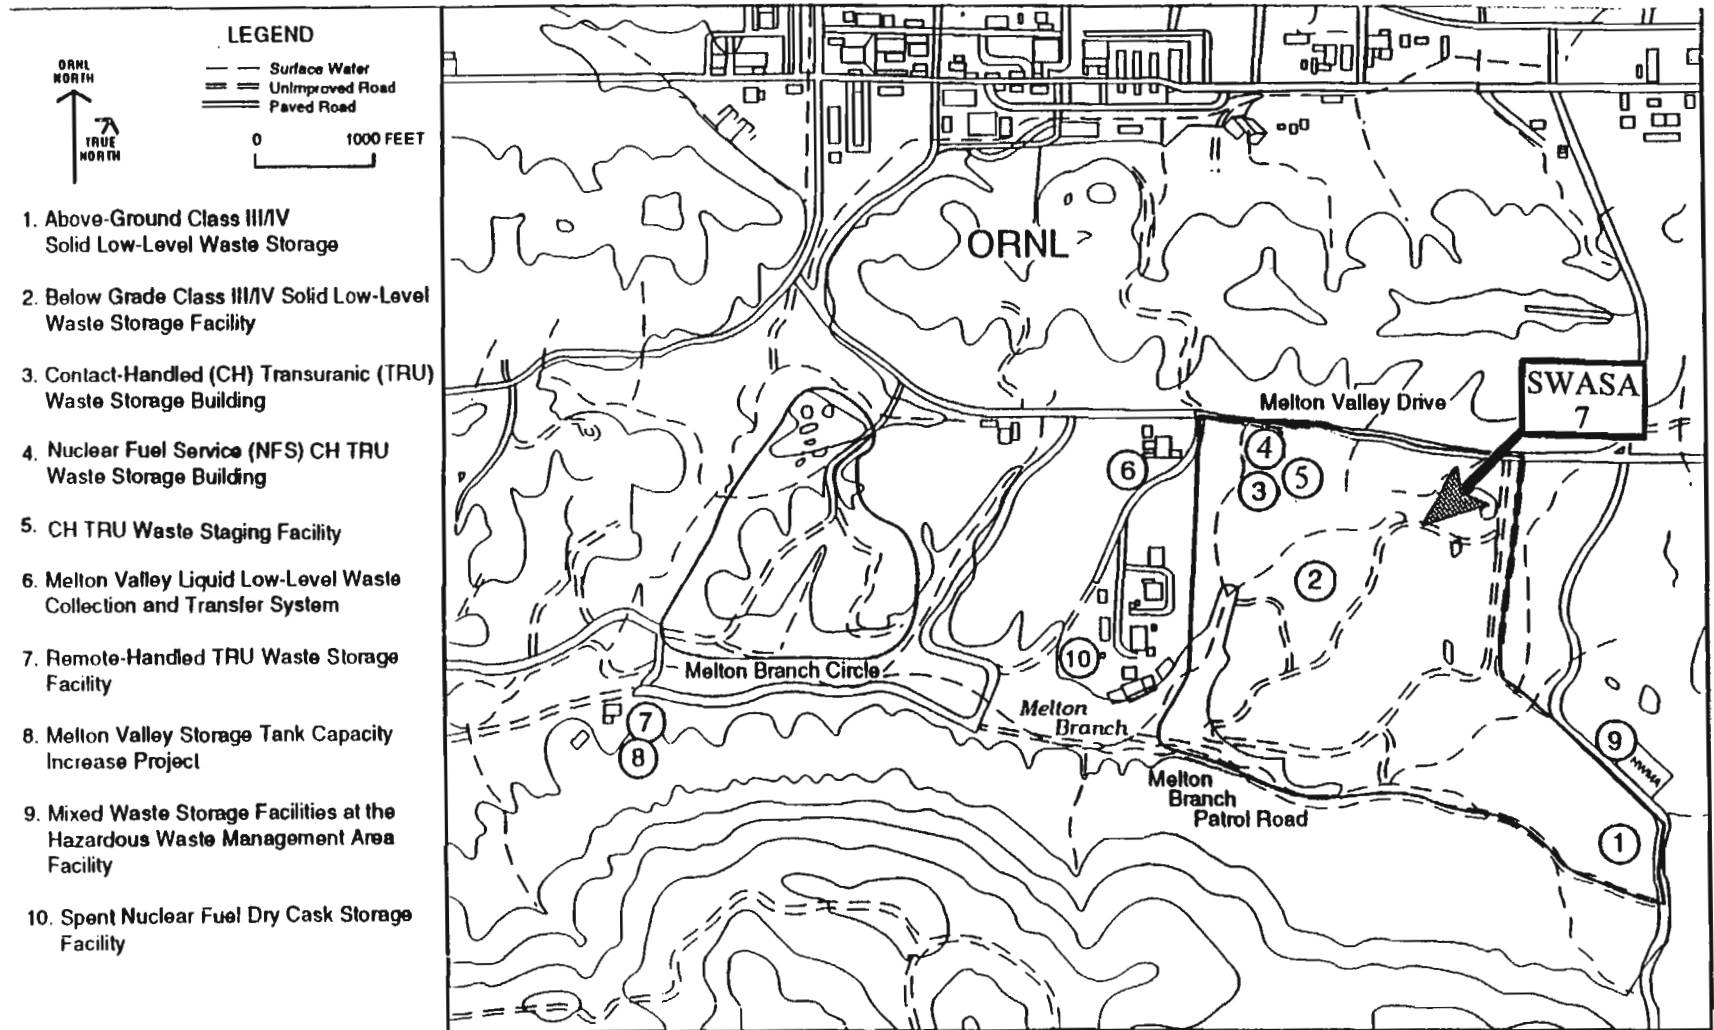 LEGEND
ORNL
NORTH
TRUE
NORTH
Surface Water
Unimproved Road
Paved Road
0 1000 FEET
1. Above-Ground Class III/IV
Solid Low-Level Waste Storage
2. Below Grade Class III/IV Solid Low-Level
Waste Storage Facility
3. Contact-Handled (CH) Transuranic (TRU)
Waste Storage Building
4. Nuclear Fuel Service (NFS) CH TRU
Waste Storage Building
5. CH TRU Waste Staging Facility
6. Melton Valley Liquid Low-Level Waste
Collection and Transfer System
7. Remote-Handled TRU Waste Storage
Facility
8. Melton Valley Storage Tank Capacity
Increase Project
9. Mixed Waste Storage Facilities at the
Hazardous Waste Management Area
Facility
10. Spent Nuclear Fuel Dry Cask Storage
Facility
ORNL
SWASA
7
Melton Valley Drive
4
6
3
5
2
10
Melton Branch Circle
Melton
Branch
7
8
9
Melton
Branch
Patrol Road
1